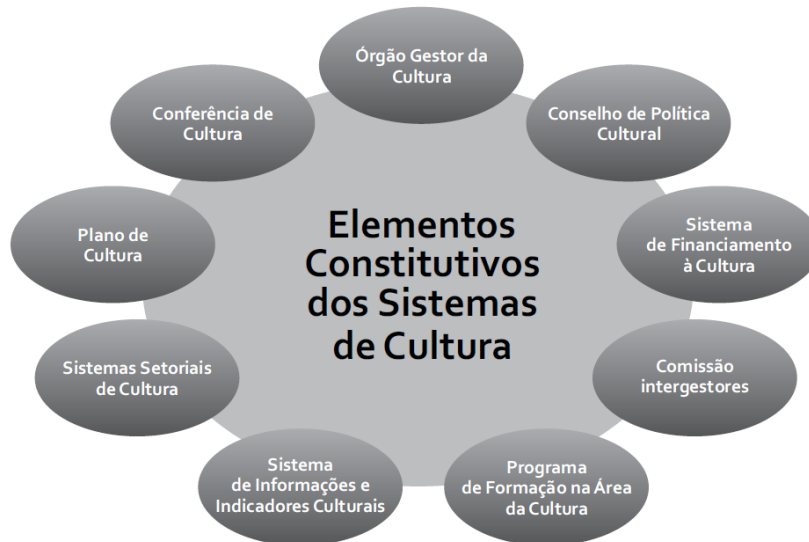 Órgão Gestor da
Cultura
Conferência de
Cultura
Conselho de Política
Cultural
Plano de
Cultura
Elementos
Constitutivos
dos Sistemas
de Cultura
Sistema
de Financiamento
à Cultura
Sistemas Setoriais
de Cultura
Comissão
intergestores
Sistema
de Informações e
Indicadores Culturais
Programa
de Formação na Área
da Cultura